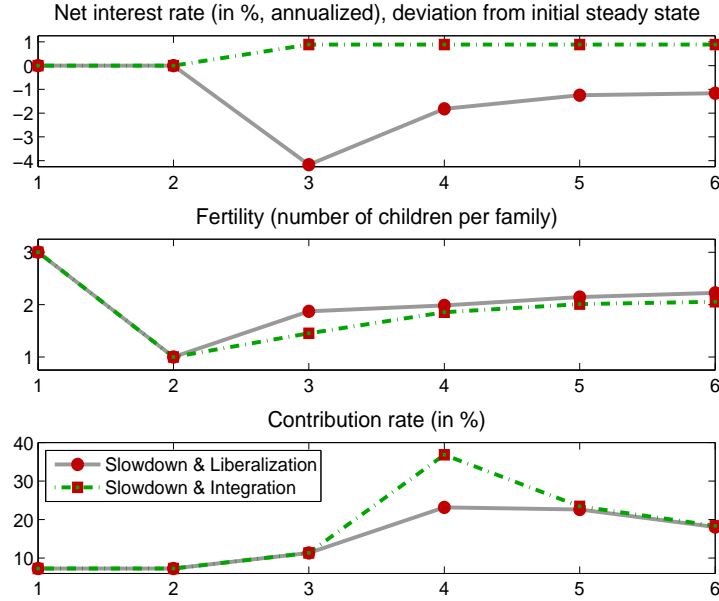 Net interest rate (in %, annualized), deviation from initial steady state
1
0
−1
−2
−3
−4
1 2 3 4 5 6
Fertility (number of children per family)
3
2
1
1 2 3 4 5 6
Contribution rate (in %)
40
30
20
10
Slowdown & Liberalization
Slowdown & Integration
1 2 3 4 5 6